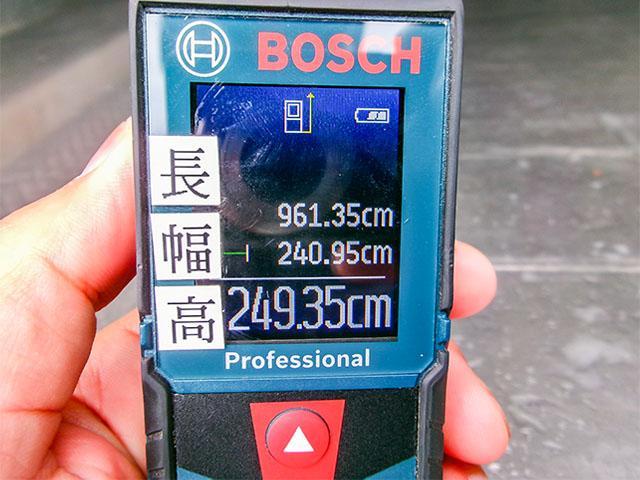 BOSCH
長 961.35cm
幅 240.95cm
高 249.35cm
Professional